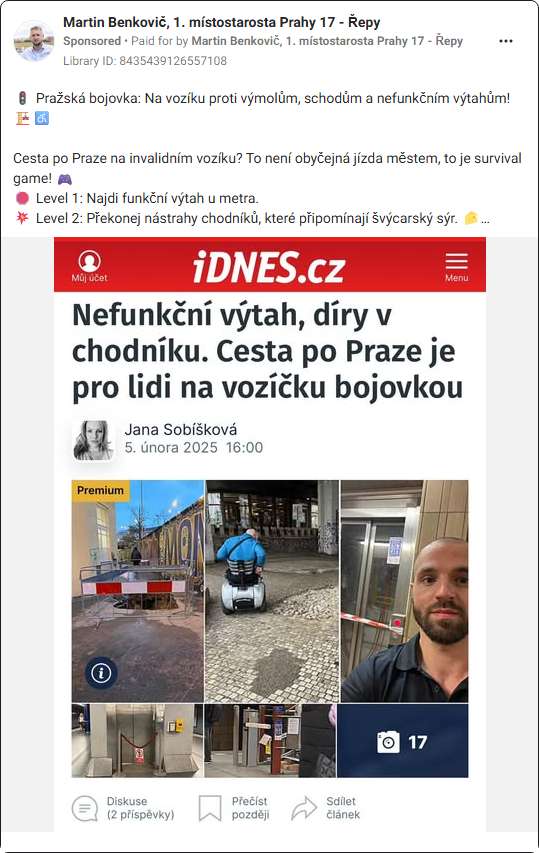 Martin Benkovič, 1. místostarosta Prahy 17 - Řepy
Sponsored • Paid for by Martin Benkovič, 1. místostarosta Prahy 17 - Řepy
Library ID: 8435439126557108
🚦 Pražská bojovka: Na vozíku proti výmolům, schodům a nefunkčním výtahům!
Cesta po Praze na invalidním vozíku? To není obyčejná jízda městem, to je survival
game! 🎮
🛑 Level 1: Najdi funkční výtah u metra.
💥 Level 2: Překonej nástrahy chodníků, které připomínají švýcarský sýr. 🧀 ...
Můj účet
iDNES.cz
Menu
Nefunkční výtah, díry v
chodníku. Cesta po Praze je
pro lidi na vozíčku bojovkou
Jana Sobíšková
5. února 2025 16:00
Premium
17
Diskuse
(2 příspěvky)
Přečíst
později
Sdílet
článek